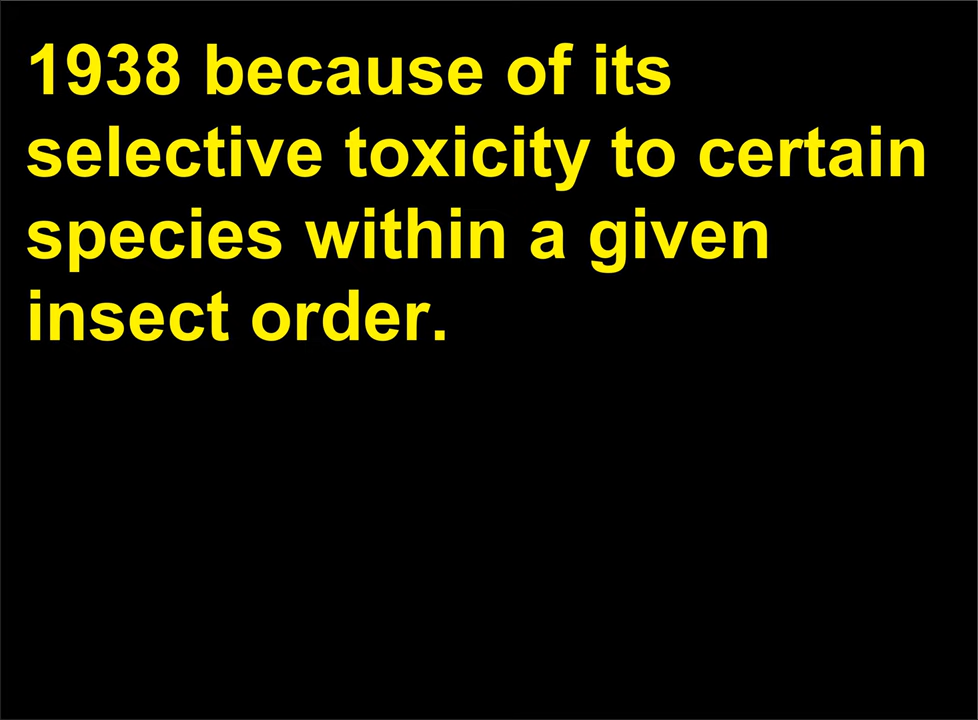 1938 because of its
selective toxicity to certain
species within a given
insect order.